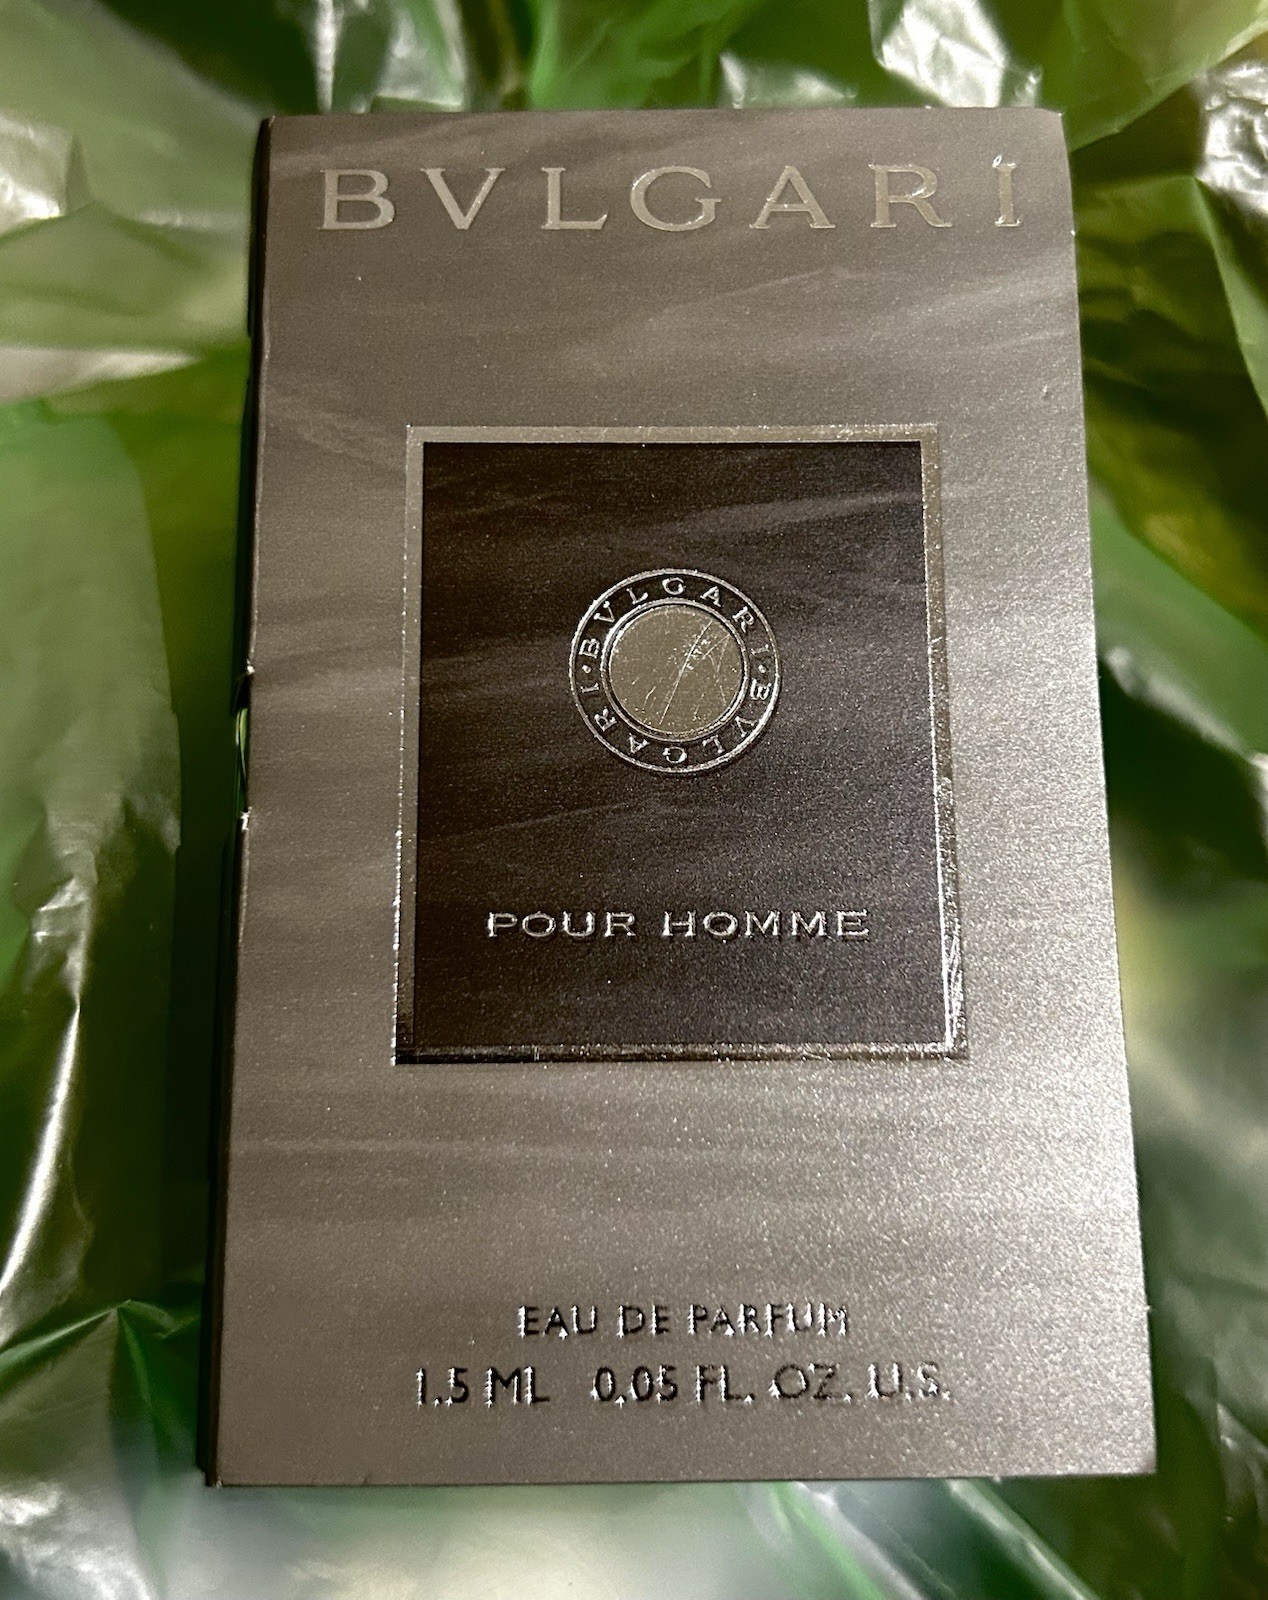 BVLGARI
BVLGARI · BVLGARI ·
POUR HOMME
EAU DE PARFUM
1.5 ML 0.05 FL. OZ. U.S.